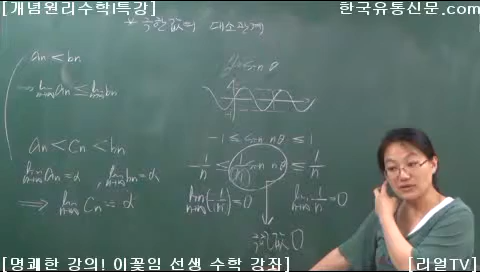 [개념원리수학I특강]
한국유통신문.com
* 극한값의 대소관계
an < bn
⇒ lim n→∞ an ≤ lim n→∞ bn
an < Cn < bn
lim n→∞ an = α, lim n→∞ bn = α
⇒ lim n→∞ Cn = α
y = sin θ
-1 ≤ sin nθ ≤ 1
-1/n ≤ 1/n sin nθ ≤ 1/n
lim n→∞ (-1/n) = 0 lim n→∞ 1/n = 0
극한값 0
[명쾌한 강의! 이꽃임 선생 수학 강좌]
[리얼TV]